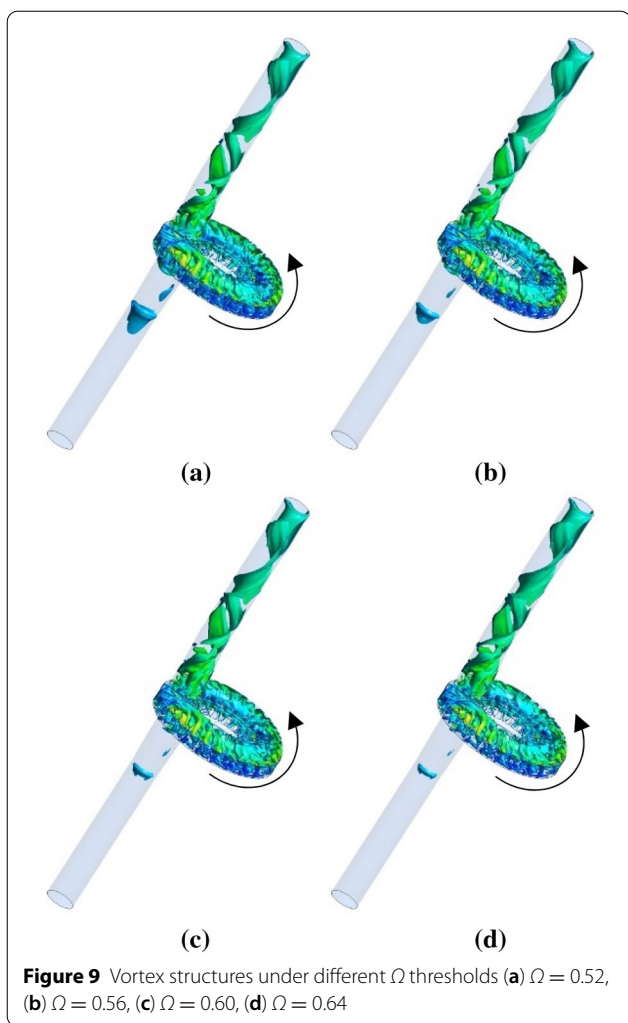 (a)
(b)
(c)
(d)
Figure 9 Vortex structures under different Ω thresholds (a) Ω = 0.52,
(b) Ω = 0.56, (c) Ω = 0.60, (d) Ω = 0.64